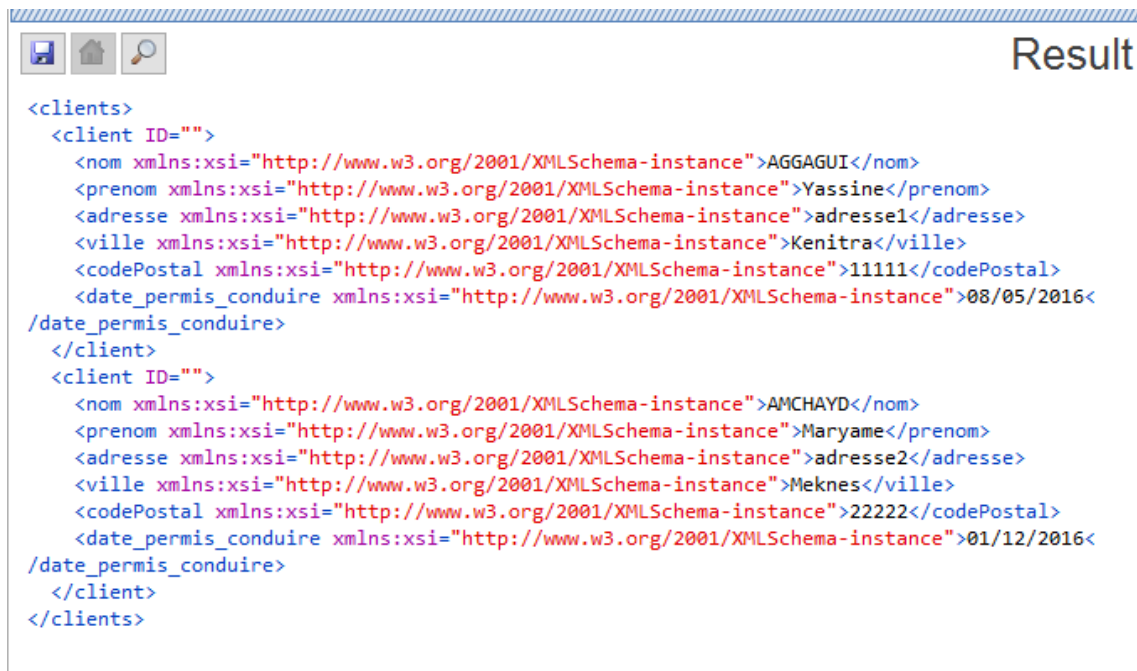 Result
<clients>
  <client ID="">
    <nom xmlns:xsi="http://www.w3.org/2001/XMLSchema-instance">AGGAGUI</nom>
    <prenom xmlns:xsi="http://www.w3.org/2001/XMLSchema-instance">Yassine</prenom>
    <adresse xmlns:xsi="http://www.w3.org/2001/XMLSchema-instance">adresse1</adresse>
    <ville xmlns:xsi="http://www.w3.org/2001/XMLSchema-instance">Kenitra</ville>
    <codePostal xmlns:xsi="http://www.w3.org/2001/XMLSchema-instance">11111</codePostal>
    <date_permis_conduire xmlns:xsi="http://www.w3.org/2001/XMLSchema-instance">08/05/2016<
/date_permis_conduire>
  </client>
  <client ID="">
    <nom xmlns:xsi="http://www.w3.org/2001/XMLSchema-instance">AMCHAYD</nom>
    <prenom xmlns:xsi="http://www.w3.org/2001/XMLSchema-instance">Maryame</prenom>
    <adresse xmlns:xsi="http://www.w3.org/2001/XMLSchema-instance">adresse2</adresse>
    <ville xmlns:xsi="http://www.w3.org/2001/XMLSchema-instance">Meknes</ville>
    <codePostal xmlns:xsi="http://www.w3.org/2001/XMLSchema-instance">22222</codePostal>
    <date_permis_conduire xmlns:xsi="http://www.w3.org/2001/XMLSchema-instance">01/12/2016<
/date_permis_conduire>
  </client>
</clients>